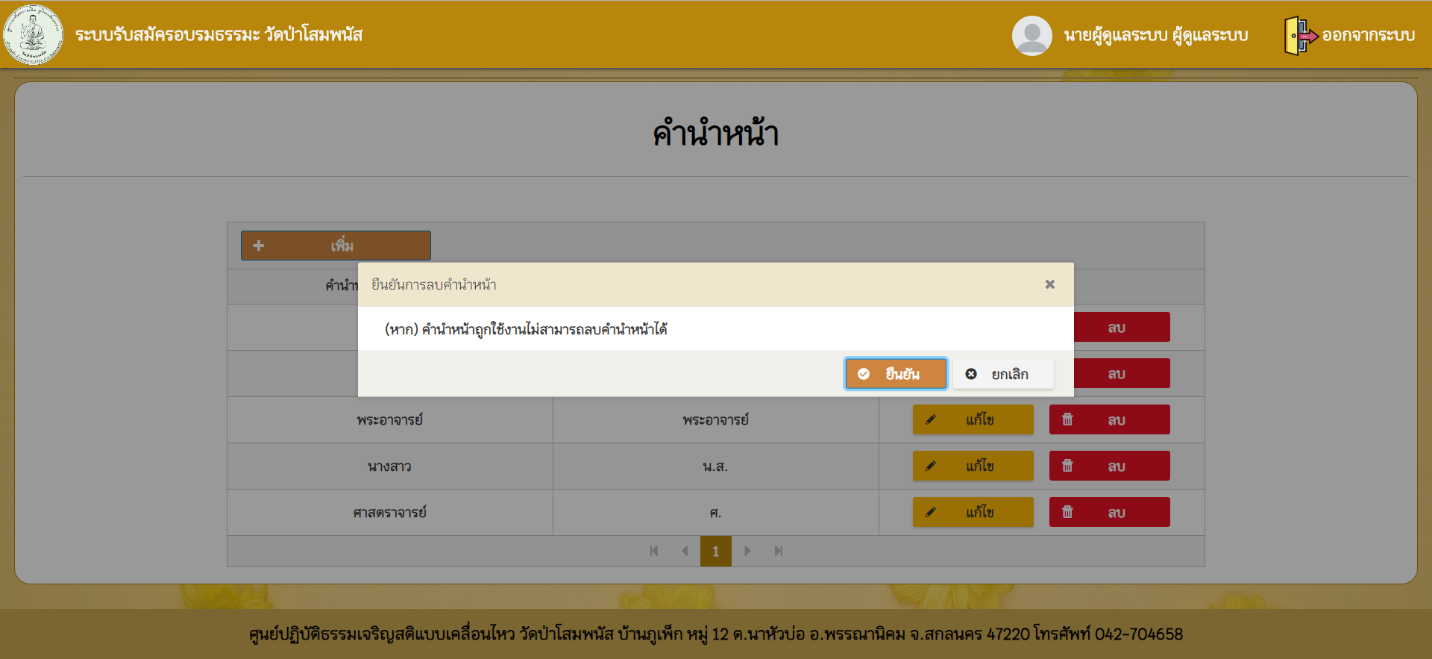 ระบบรับสมัครอบรมธรรมะ วัดป่าโสมพนัส
นายผู้ดูแลระบบ ผู้ดูแลระบบ
ออกจากระบบ
คำนำหน้า
เพิ่ม
ยืนยันการลบคำนำหน้า
(หาก) คำนำหน้าถูกใช้งานไม่สามารถลบคำนำหน้าได้
ยืนยัน ยกเลิก
ลบ
ลบ
พระอาจารย์ พระอาจารย์ แก้ไข ลบ
นางสาว น.ส. แก้ไข ลบ
ศาสตราจารย์ ศ. แก้ไข ลบ
1
ศูนย์ปฏิบัติธรรมเจริญสติแบบเคลื่อนไหว วัดป่าโสมพนัส บ้านภูเพ็ก หมู่ 12 ต.นาหัวบ่อ อ.พรรณานิคม จ.สกลนคร 47220 โทรศัพท์ 042-704658